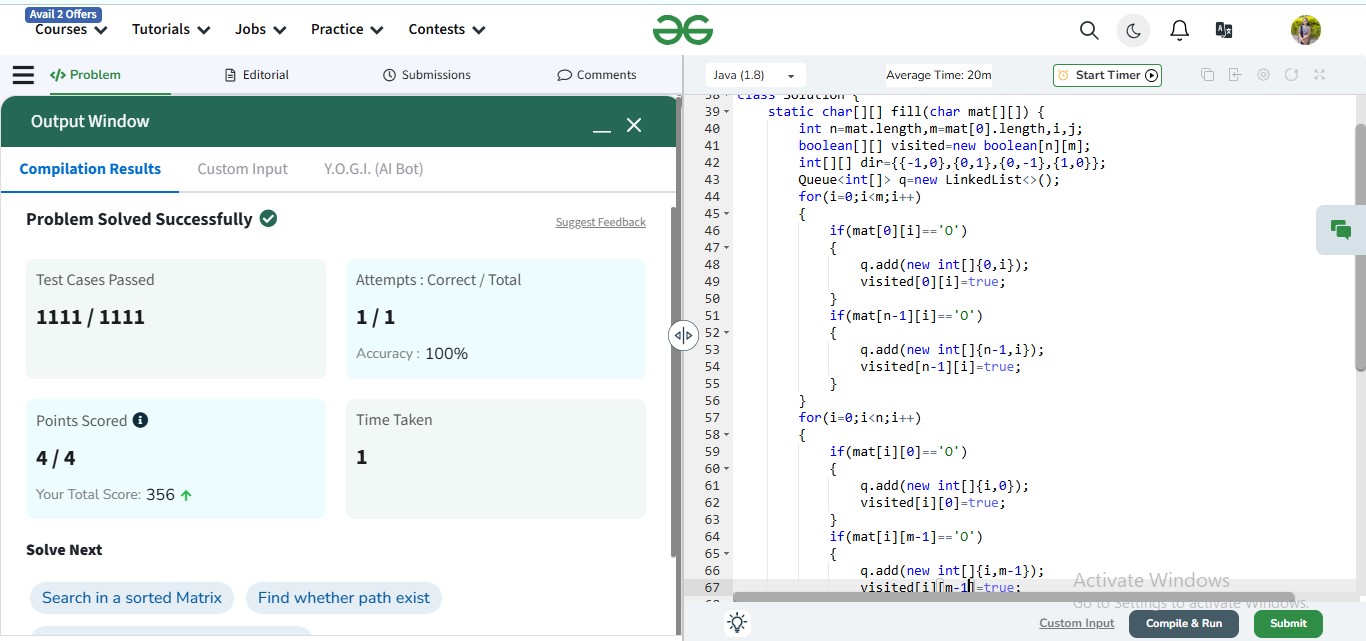 Avail 2 Offers
Courses Tutorials Jobs Practice Contests
Problem Editorial Submissions Comments
Java (1.8) Average Time: 20m Start Timer
Output Window
Compilation Results Custom Input Y.O.G.I. (AI Bot)
Problem Solved Successfully
Suggest Feedback
Test Cases Passed
1111 / 1111
Attempts : Correct / Total
1 / 1
Accuracy : 100%
Points Scored
4 / 4
Your Total Score: 356
Time Taken
1
Solve Next
Search in a sorted Matrix Find whether path exist
38 class Solution {
39 static char[][] fill(char mat[][]) {
40 int n=mat.length,m=mat[0].length,i,j;
41 boolean[][] visited=new boolean[n][m];
42 int[][] dir={{-1,0},{0,1},{0,-1},{1,0}};
43 Queue<int[]> q=new LinkedList<>();
44 for(i=0;i<m;i++)
45 {
46 if(mat[0][i]=='O')
47 {
48 q.add(new int[]{0,i});
49 visited[0][i]=true;
50 }
51 if(mat[n-1][i]=='O')
52 {
53 q.add(new int[]{n-1,i});
54 visited[n-1][i]=true;
55 }
56 }
57 for(i=0;i<n;i++)
58 {
59 if(mat[i][0]=='O')
60 {
61 q.add(new int[]{i,0});
62 visited[i][0]=true;
63 }
64 if(mat[i][m-1]=='O')
65 {
66 q.add(new int[]{i,m-1});
67 visited[i][m-1]=true;
Activate Windows
Go to Settings to activate Windows.
Custom Input Compile & Run Submit